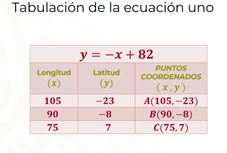 Tabulación de la ecuación uno
y = −x + 82
Longitud (x) Latitud (y) PUNTOS COORDENADOS (x, y)
105 −23 A(105, −23)
90 −8 B(90, −8)
75 7 C(75, 7)